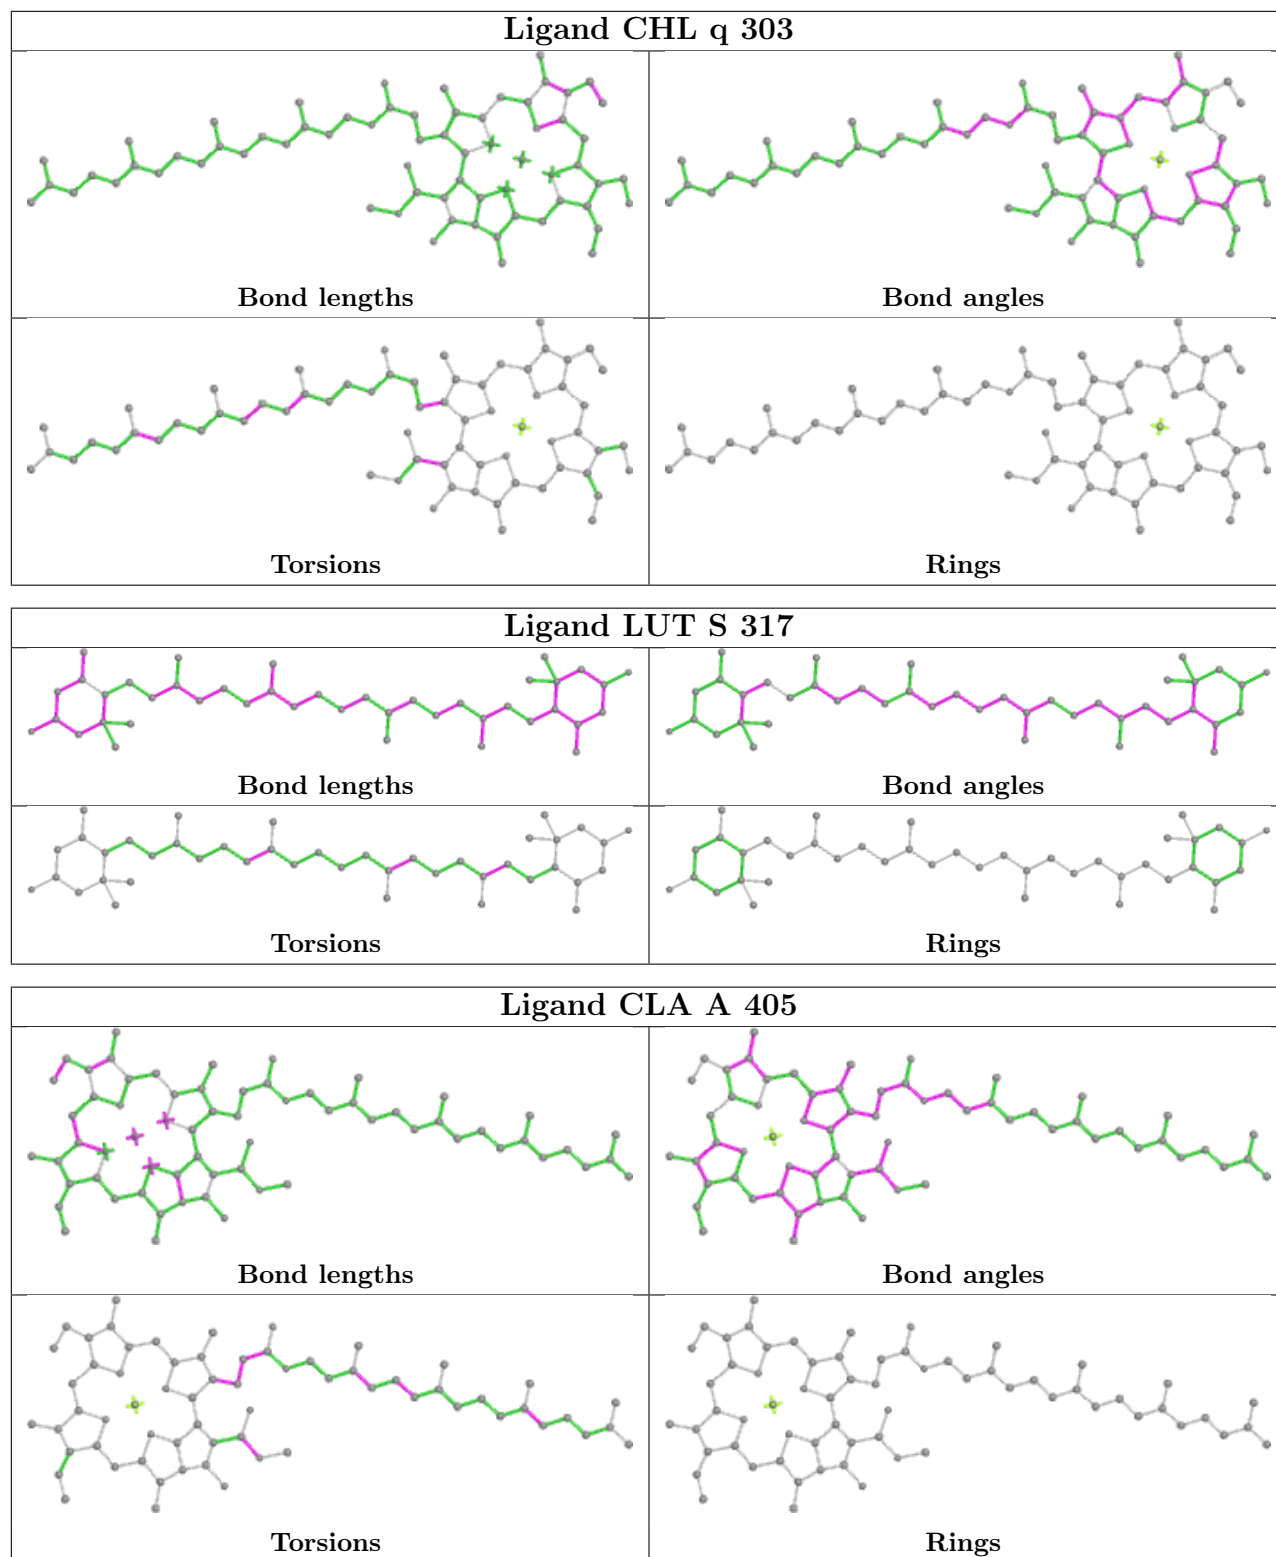 Ligand CHL q 303
Bond lengths
Bond angles
Torsions
Rings
Ligand LUT S 317
Bond lengths
Bond angles
Torsions
Rings
Ligand CLA A 405
Bond lengths
Bond angles
Torsions
Rings